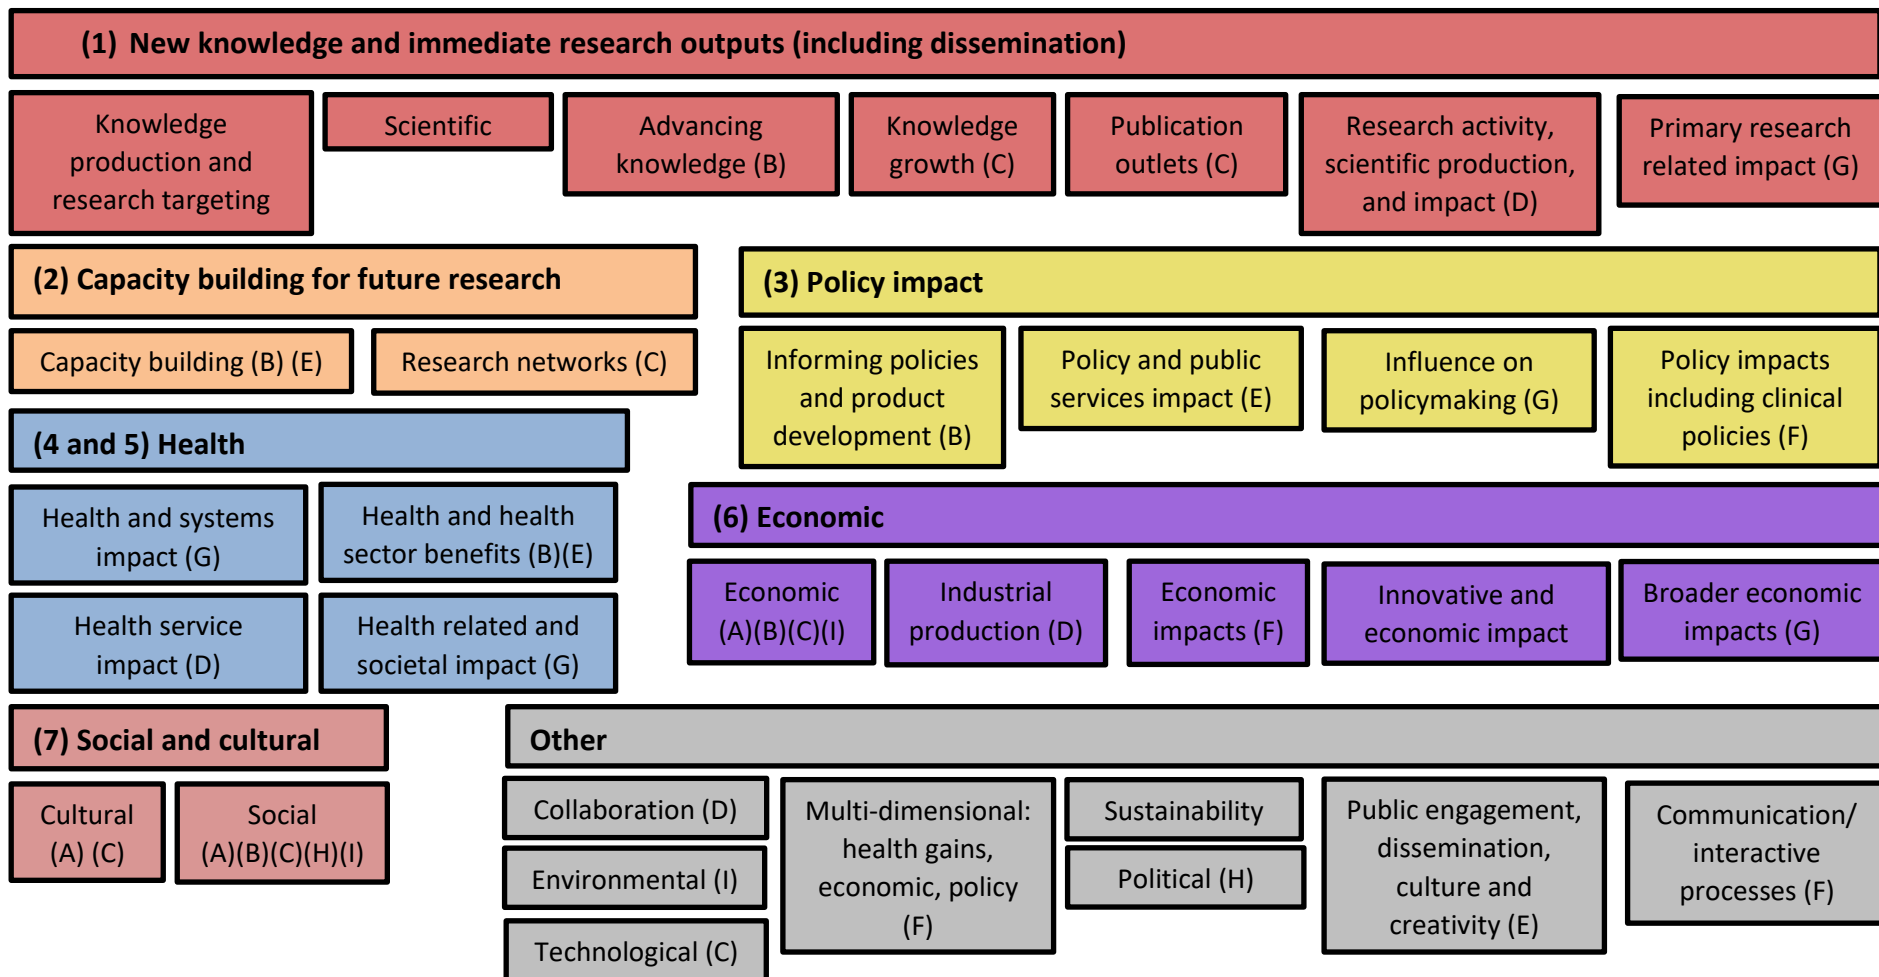 (1) New knowledge and immediate research outputs (including dissemination)
Knowledge
production and
research targeting
Scientific
Advancing
knowledge (B)
Knowledge
growth (C)
Publication
outlets (C)
Research activity,
scientific production,
and impact (D)
Primary research
related impact (G)
(2) Capacity building for future research
Capacity building (B) (E)
Research networks (C)
(3) Policy impact
Informing policies
and product
development (B)
Policy and public
services impact (E)
Influence on
policymaking (G)
Policy impacts
including clinical
policies (F)
(4 and 5) Health
Health and systems
impact (G)
Health and health
sector benefits (B)(E)
Health service
impact (D)
Health related and
societal impact (G)
(6) Economic
Economic
(A)(B)(C)(I)
Industrial
production (D)
Economic
impacts (F)
Innovative and
economic impact
Broader economic
impacts (G)
(7) Social and cultural
Cultural
(A) (C)
Social
(A)(B)(C)(H)(I)
Other
Collaboration (D)
Environmental (I)
Technological (C)
Multi-dimensional:
health gains,
economic, policy
(F)
Sustainability
Political (H)
Public engagement,
dissemination,
culture and
creativity (E)
Communication/
interactive
processes (F)